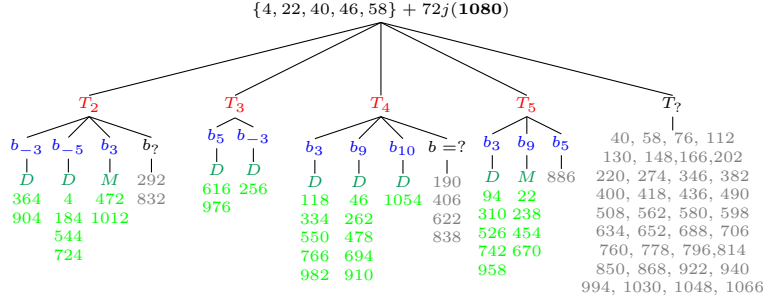 {4, 22, 40, 46, 58} + 72j(1080)
T₂ T₃ T₄ T₅ T?
b₋₃ b₋₅ b₃ b?
D D M 292
364 4 472 832
904 184 1012
544
724
b₅ b₋₃
D D
616 256
976
b₃ b₉ b₁₀ b =?
D D D 190
118 46 1054 406
334 262 622
550 478 838
766 694
982 910
b₃ b₉ b₅
D M 886
94 22
310 238
526 454
742 670
958
40, 58, 76, 112
130, 148,166,202
220, 274, 346, 382
400, 418, 436, 490
508, 562, 580, 598
634, 652, 688, 706
760, 778, 796,814
850, 868, 922, 940
994, 1030, 1048, 1066